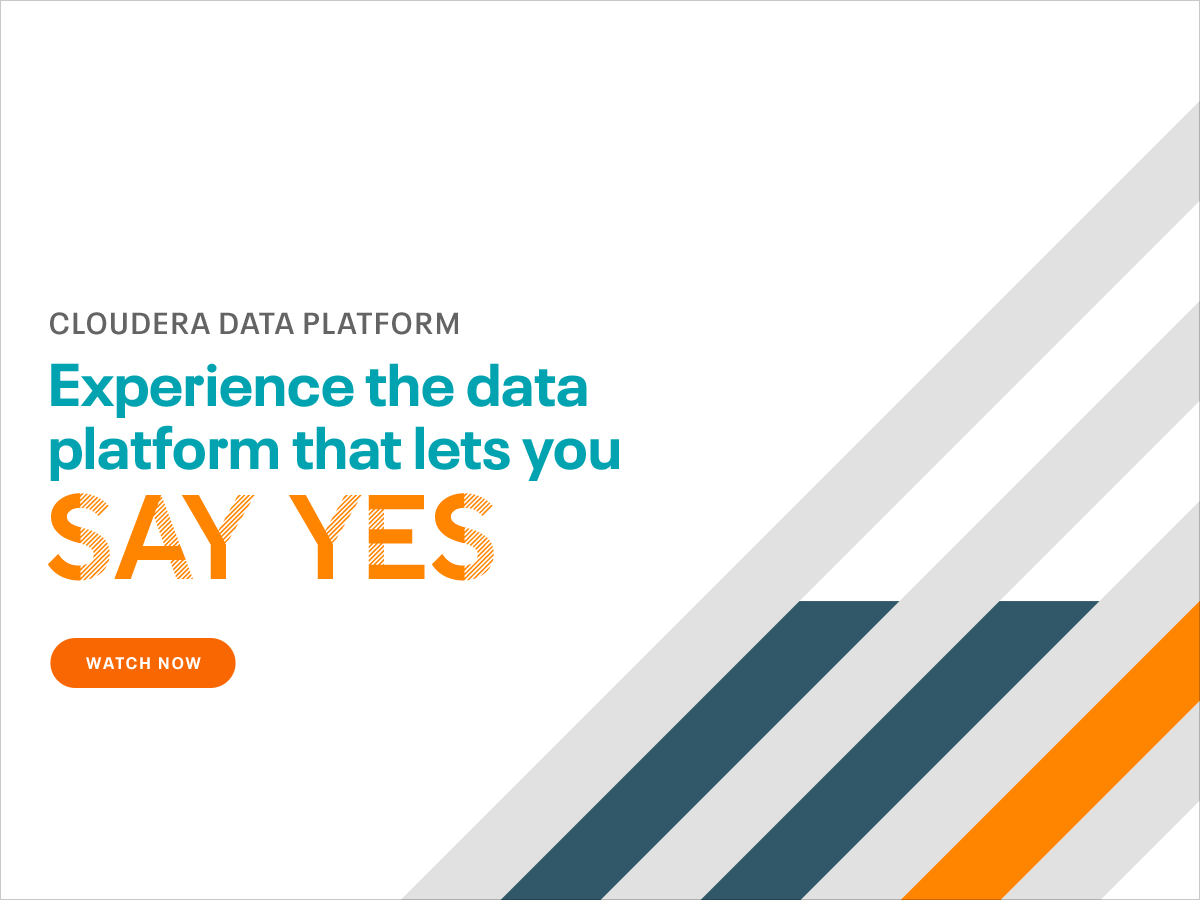 CLOUDERA DATA PLATFORM
Experience the data
platform that lets you
SAY YES
WATCH NOW